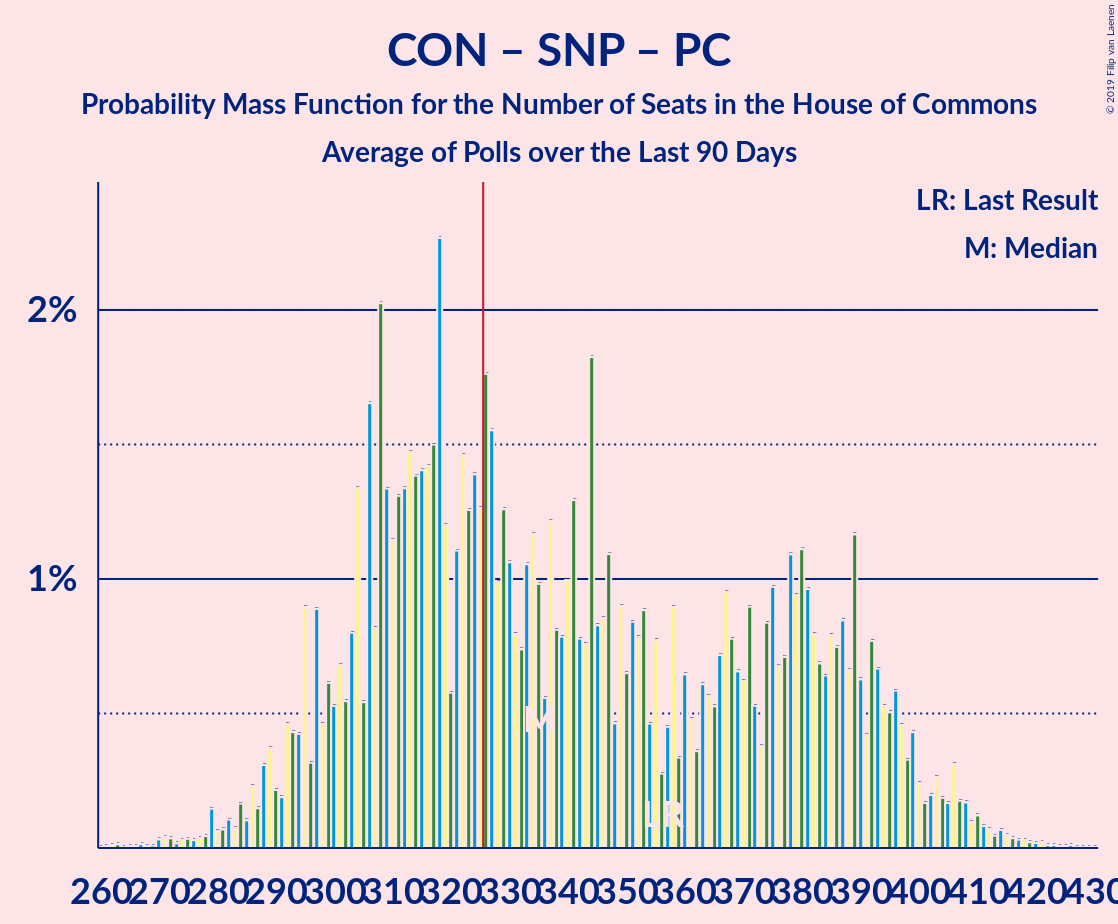 CON – SNP – PC
Probability Mass Function for the Number of Seats in the House of Commons
Average of Polls over the Last 90 Days
© 2019 Filip van Laenen
LR: Last Result
M: Median
2%
1%
M
LR
260 270 280 290 300 310 320 330 340 350 360 370 380 390 400 410 420 430